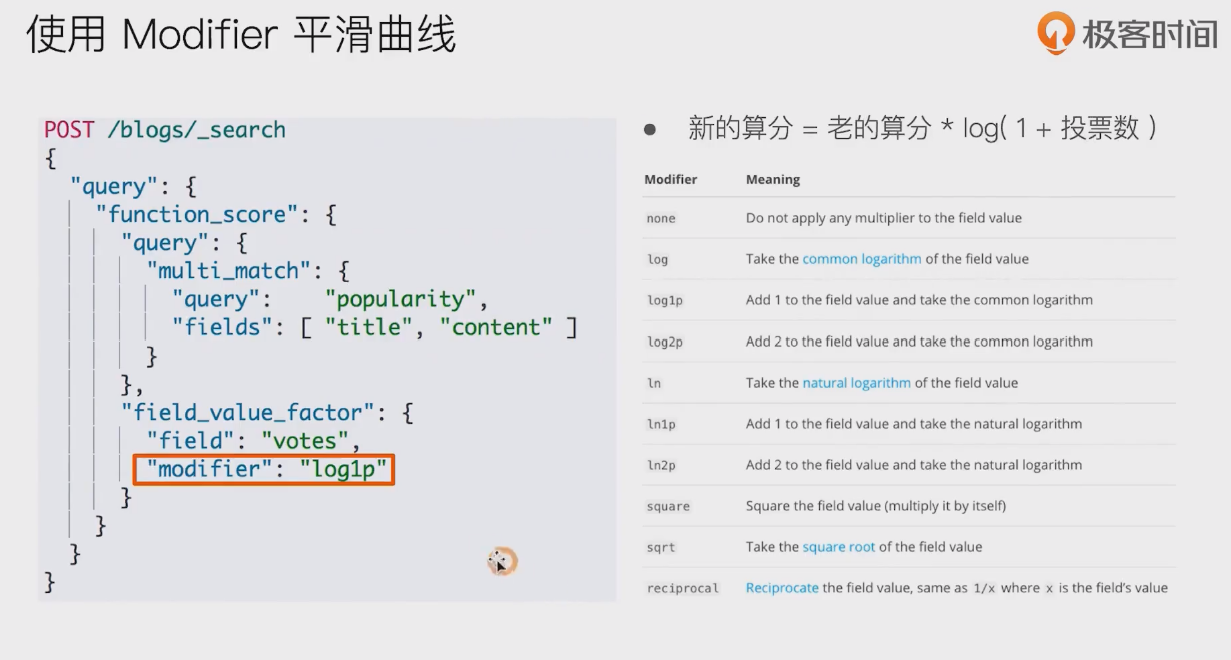 使用 Modifier 平滑曲线
极客时间
POST /blogs/_search
{
  "query": {
    "function_score": {
      "query": {
        "multi_match": {
          "query":    "popularity",
          "fields": [ "title", "content" ]
        }
      },
      "field_value_factor": {
        "field": "votes",
        "modifier": "log1p"
      }
    }
  }
}
● 新的算分 = 老的算分 * log( 1 + 投票数 )
Modifier Meaning
none Do not apply any multiplier to the field value
log Take the common logarithm of the field value
log1p Add 1 to the field value and take the common logarithm
log2p Add 2 to the field value and take the common logarithm
ln Take the natural logarithm of the field value
ln1p Add 1 to the field value and take the natural logarithm
ln2p Add 2 to the field value and take the natural logarithm
square Square the field value (multiply it by itself)
sqrt Take the square root of the field value
reciprocal Reciprocate the field value, same as 1/x where x is the field's value